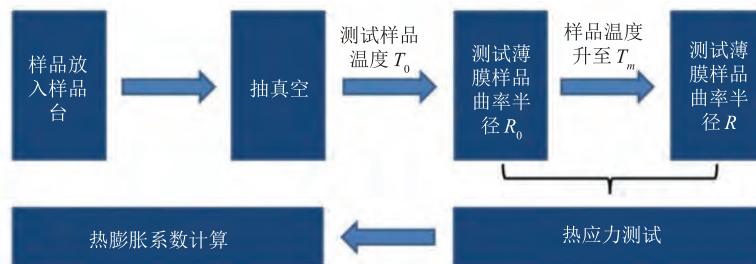 样品放
入样品
台
抽真空
测试样品
温度 T₀
测试薄
膜样品
曲率半
径 R₀
样品温度
升至 Tₘ
测试薄
膜样品
曲率半
径 R
热应力测试
热膨胀系数计算